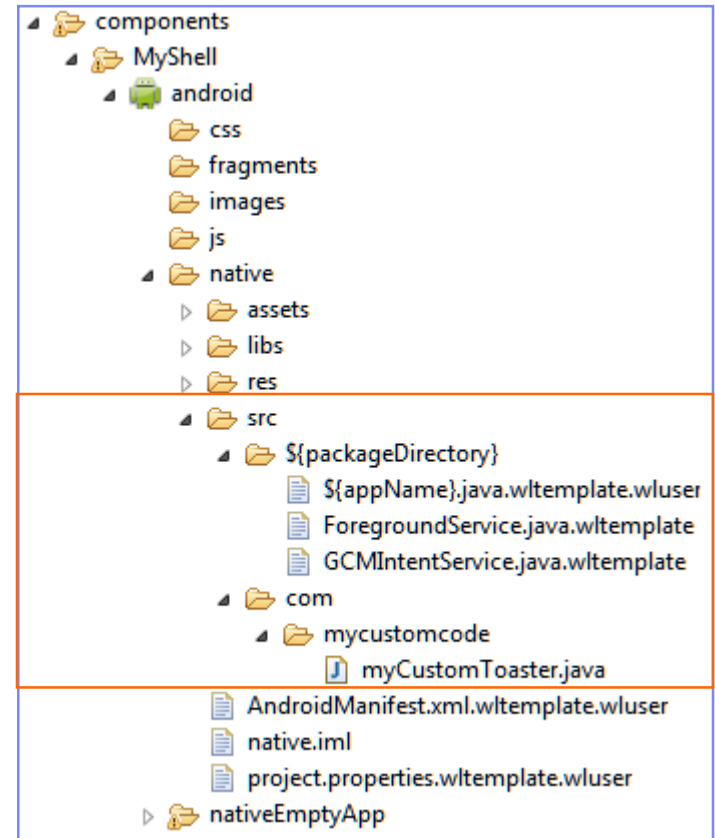 components
MyShell
android
css
fragments
images
js
native
assets
libs
res
src
${packageDirectory}
${appName}.java.wltemplate.wluser
ForegroundService.java.wltemplate
GCMIntentService.java.wltemplate
com
mycustomcode
myCustomToaster.java
AndroidManifest.xml.wltemplate.wluser
native.iml
project.properties.wltemplate.wluser
nativeEmptyApp